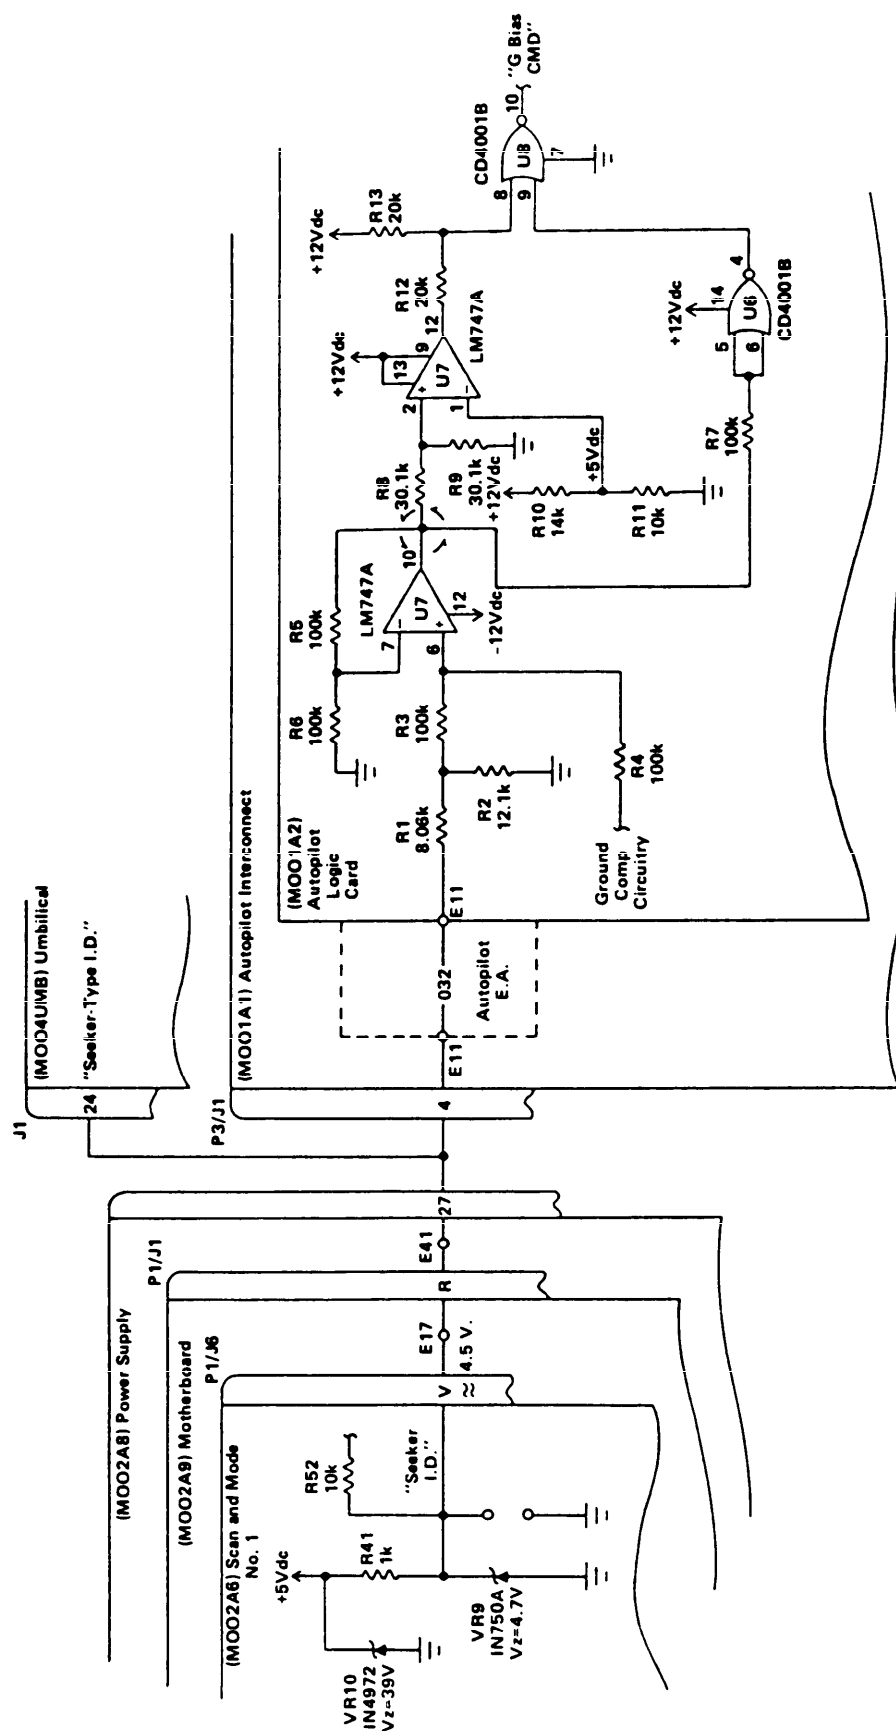 (MOO2A8) Power Supply
(MOO2A9) Motherboard
(MOO2A6) Scan and Mode
No. 1
+5Vdc
VR10
IN4972
Vz=39V
R41
1k
VR9
IN750A
Vz=4.7V
R52
10k
"Seeker
I.D."
P1/J6
V
≈ 4.5 V.
E17
P1/J1
R
E41
27
J1
24
(MOO4UMB) Umbilical
"Seeker-Type I.D."
P3/J1
4
(MOO1A1) Autopilot Interconnect
E11
032
Autopilot
E.A.
E11
(MOO1A2)
Autopilot
Logic
Card
R1
8.06k
R2
12.1k
R3
100k
R4
100k
Ground
Comp
Circuitry
R6
100k
R5
100k
LM747A
7
6
U7
-
+
10
12
-12Vdc
R8
30.1k
R9
30.1k
+12Vdc
R10
14k
R11
10k
+5Vdc
+12Vdc
2
1
13
9
U7
+
-
12
LM747A
R12
20k
R13
20k
+12Vdc
R7
100k
5
6
14
+12Vdc
U6
4
CD4001B
CD4001B
8
9
U8
7
10
"G Bias
CMD"